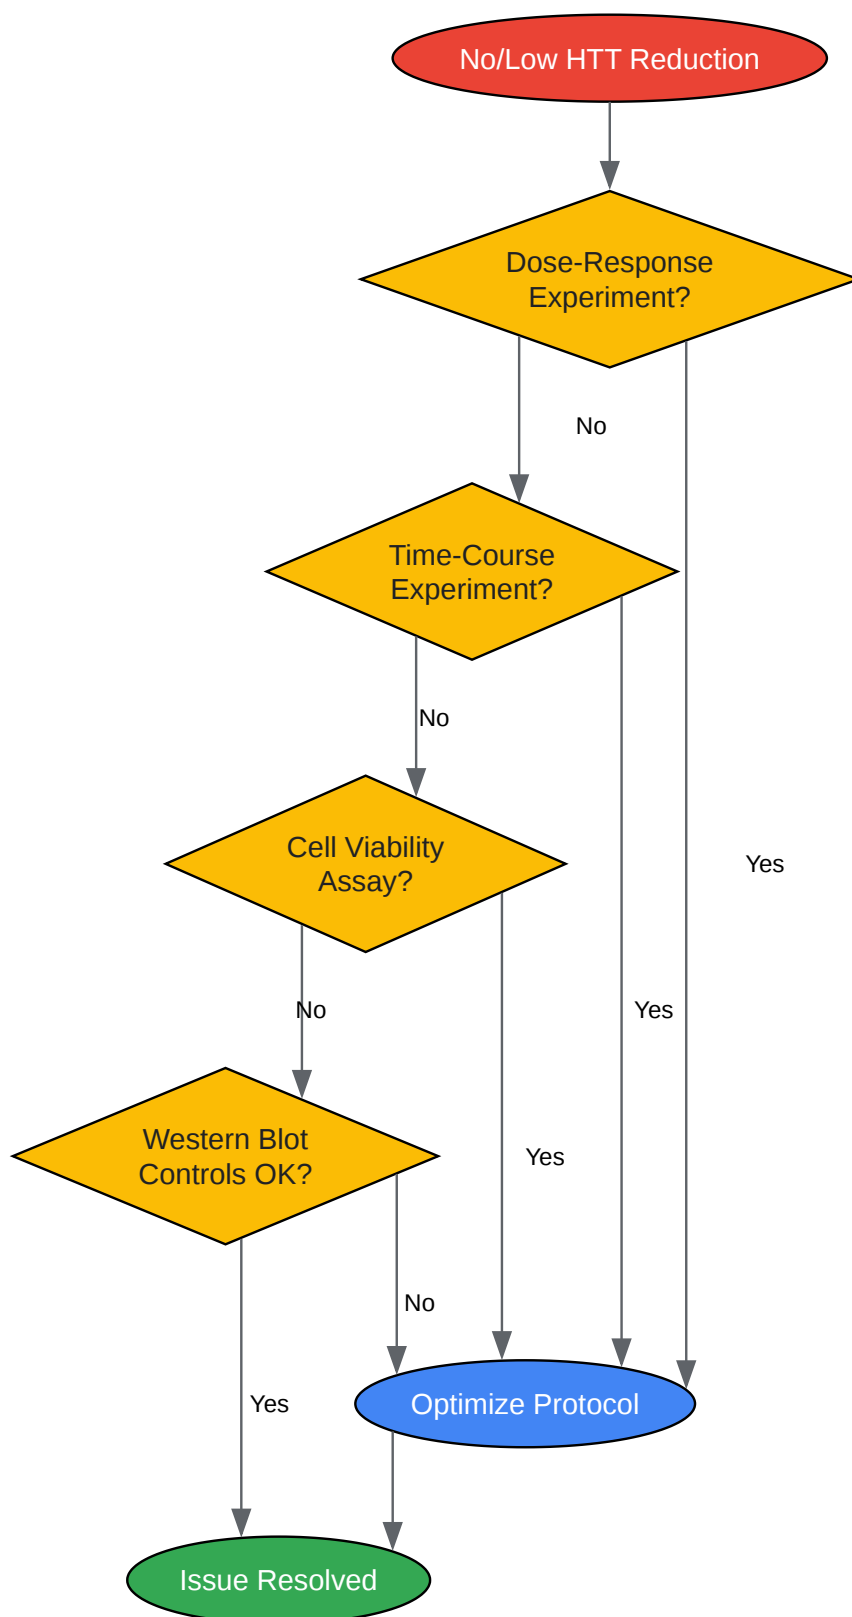 No/Low HTT Reduction
Dose-Response
Experiment?
No
Time-Course
Experiment?
No
Cell Viability
Assay?
Yes
No
Yes
Western Blot
Controls OK?
Yes
No
Yes
Optimize Protocol
Issue Resolved